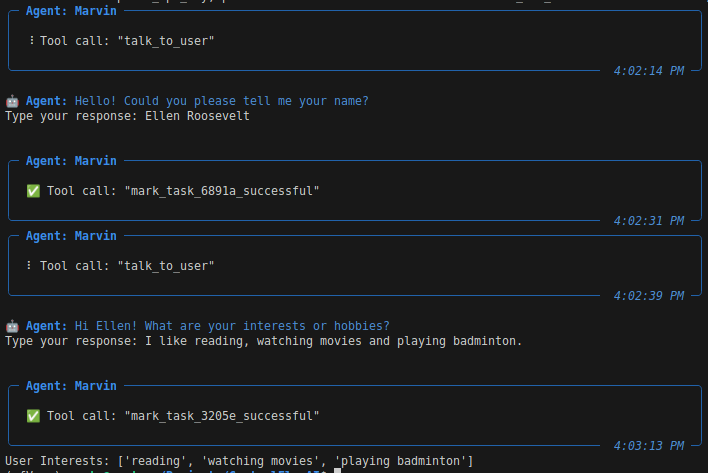 Agent: Marvin
Tool call: "talk_to_user"
4:02:14 PM
Agent: Hello! Could you please tell me your name?
Type your response: Ellen Roosevelt
Agent: Marvin
Tool call: "mark_task_6891a_successful"
4:02:31 PM
Agent: Marvin
Tool call: "talk_to_user"
4:02:39 PM
Agent: Hi Ellen! What are your interests or hobbies?
Type your response: I like reading, watching movies and playing badminton.
Agent: Marvin
Tool call: "mark_task_3205e_successful"
4:03:13 PM
User Interests: ['reading', 'watching movies', 'playing badminton']